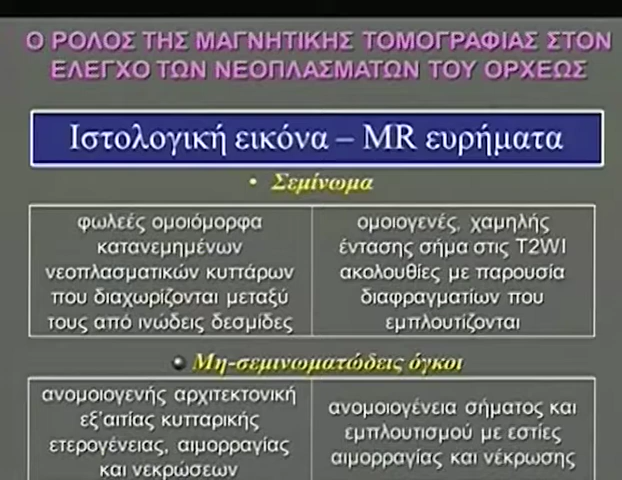 Ο ΡΟΛΟΣ ΤΗΣ ΜΑΓΝΗΤΙΚΗΣ ΤΟΜΟΓΡΑΦΙΑΣ ΣΤΟΝ
ΕΛΕΓΧΟ ΤΩΝ ΝΕΟΠΛΑΣΜΑΤΩΝ ΤΟΥ ΟΡΧΕΩΣ
Ιστολογική εικόνα – MR ευρήματα
• Σεμίνωμα
φωλεές ομοιόμορφα
κατανεμημένων
νεοπλασματικών κυττάρων
που διαχωρίζονται μεταξύ
τους από ινώδεις δεσμίδες
ομοιογενές, χαμηλής
έντασης σήμα στις T2WI
ακολουθίες με παρουσία
διαφραγματίων που
εμπλουτίζονται
Μη-σεμινωματώδεις όγκοι
ανομοιογενής αρχιτεκτονική
εξ'αιτίας κυτταρικής
ετερογένειας, αιμορραγίας
και νεκρώσεων
ανομοιογένεια σήματος και
εμπλουτισμού με εστίες
αιμορραγίας και νέκρωσης